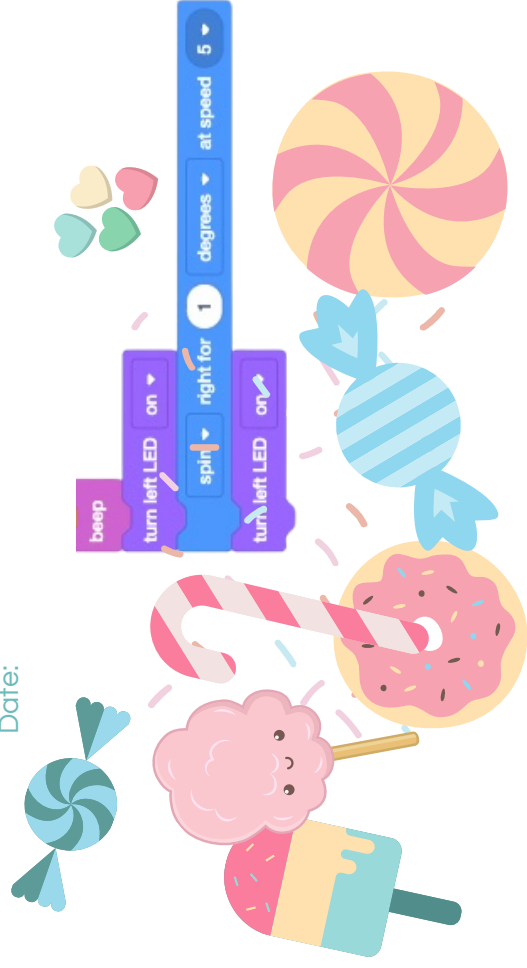 Date:
beep
turn left LED on
spin right for 1 degrees at speed 5
turn left LED on